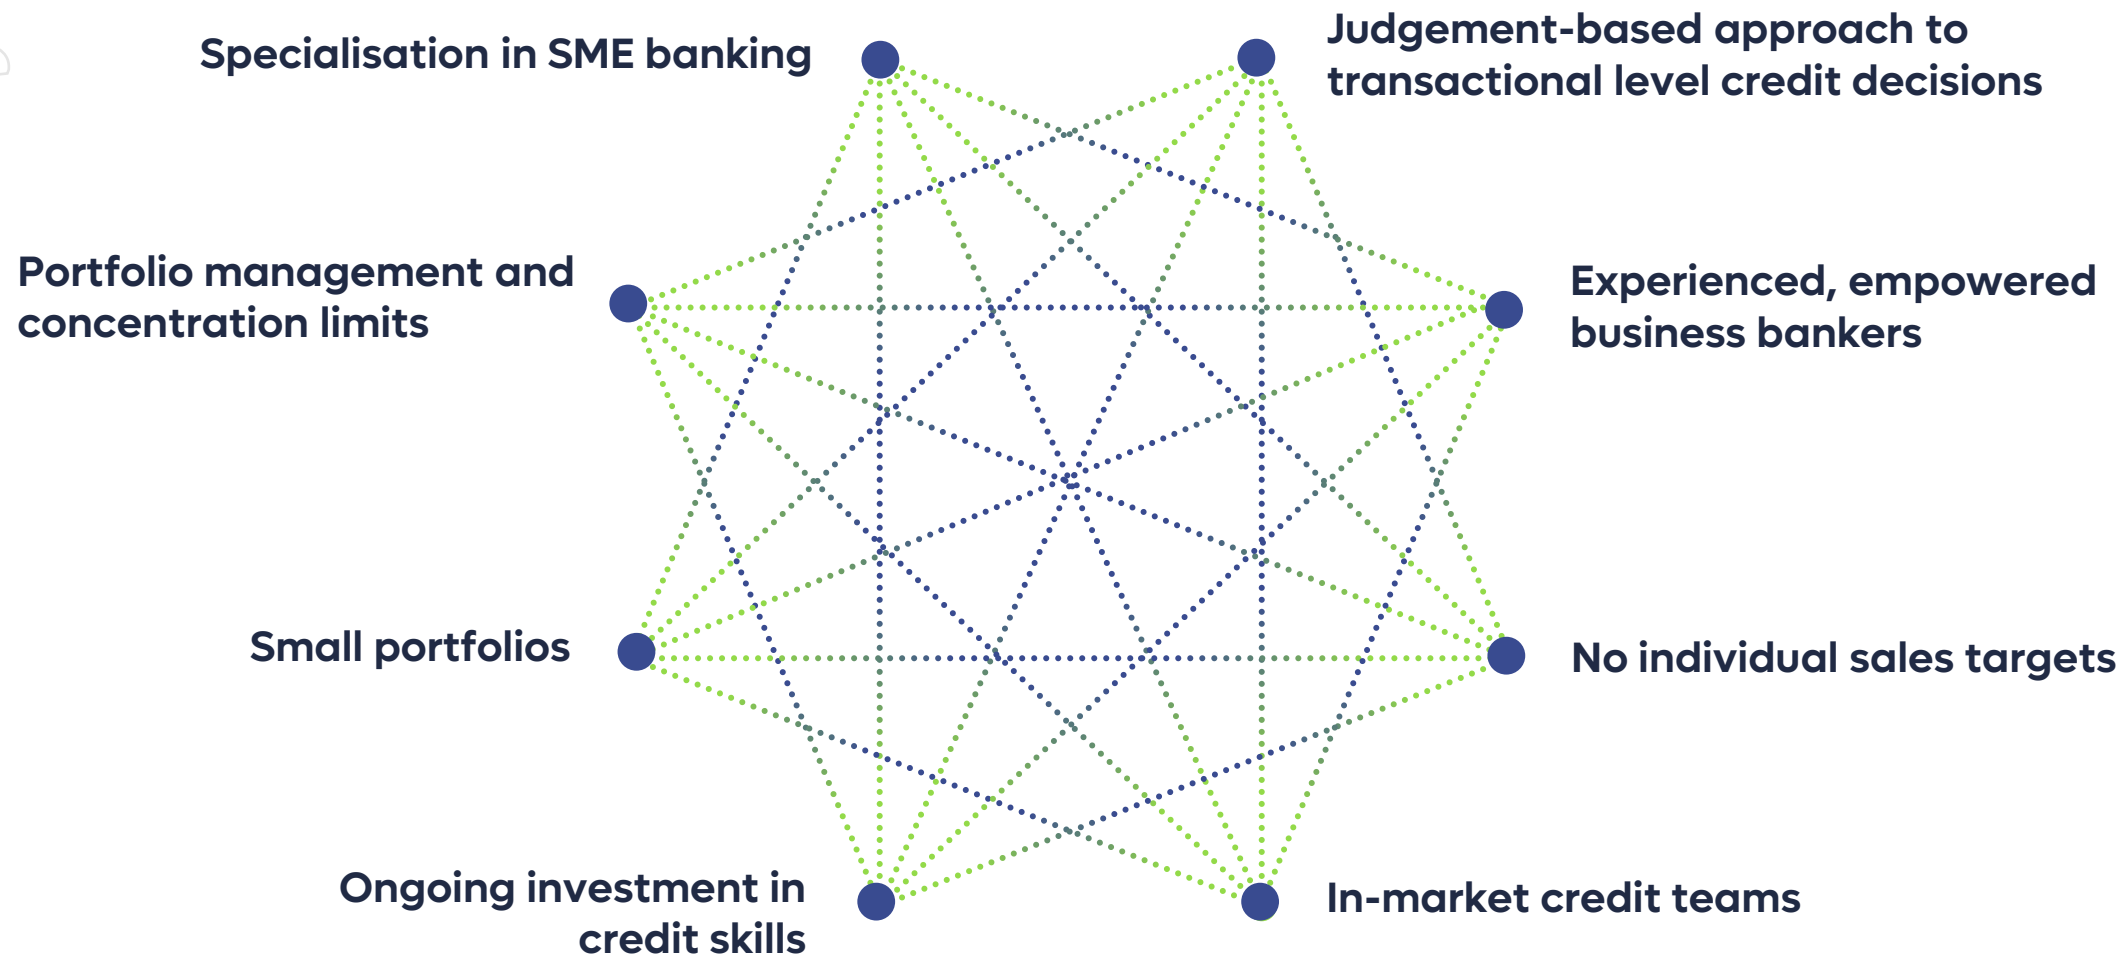 Specialisation in SME banking
Judgement-based approach to
transactional level credit decisions
Portfolio management and
concentration limits
Experienced, empowered
business bankers
Small portfolios
No individual sales targets
Ongoing investment in
credit skills
In-market credit teams